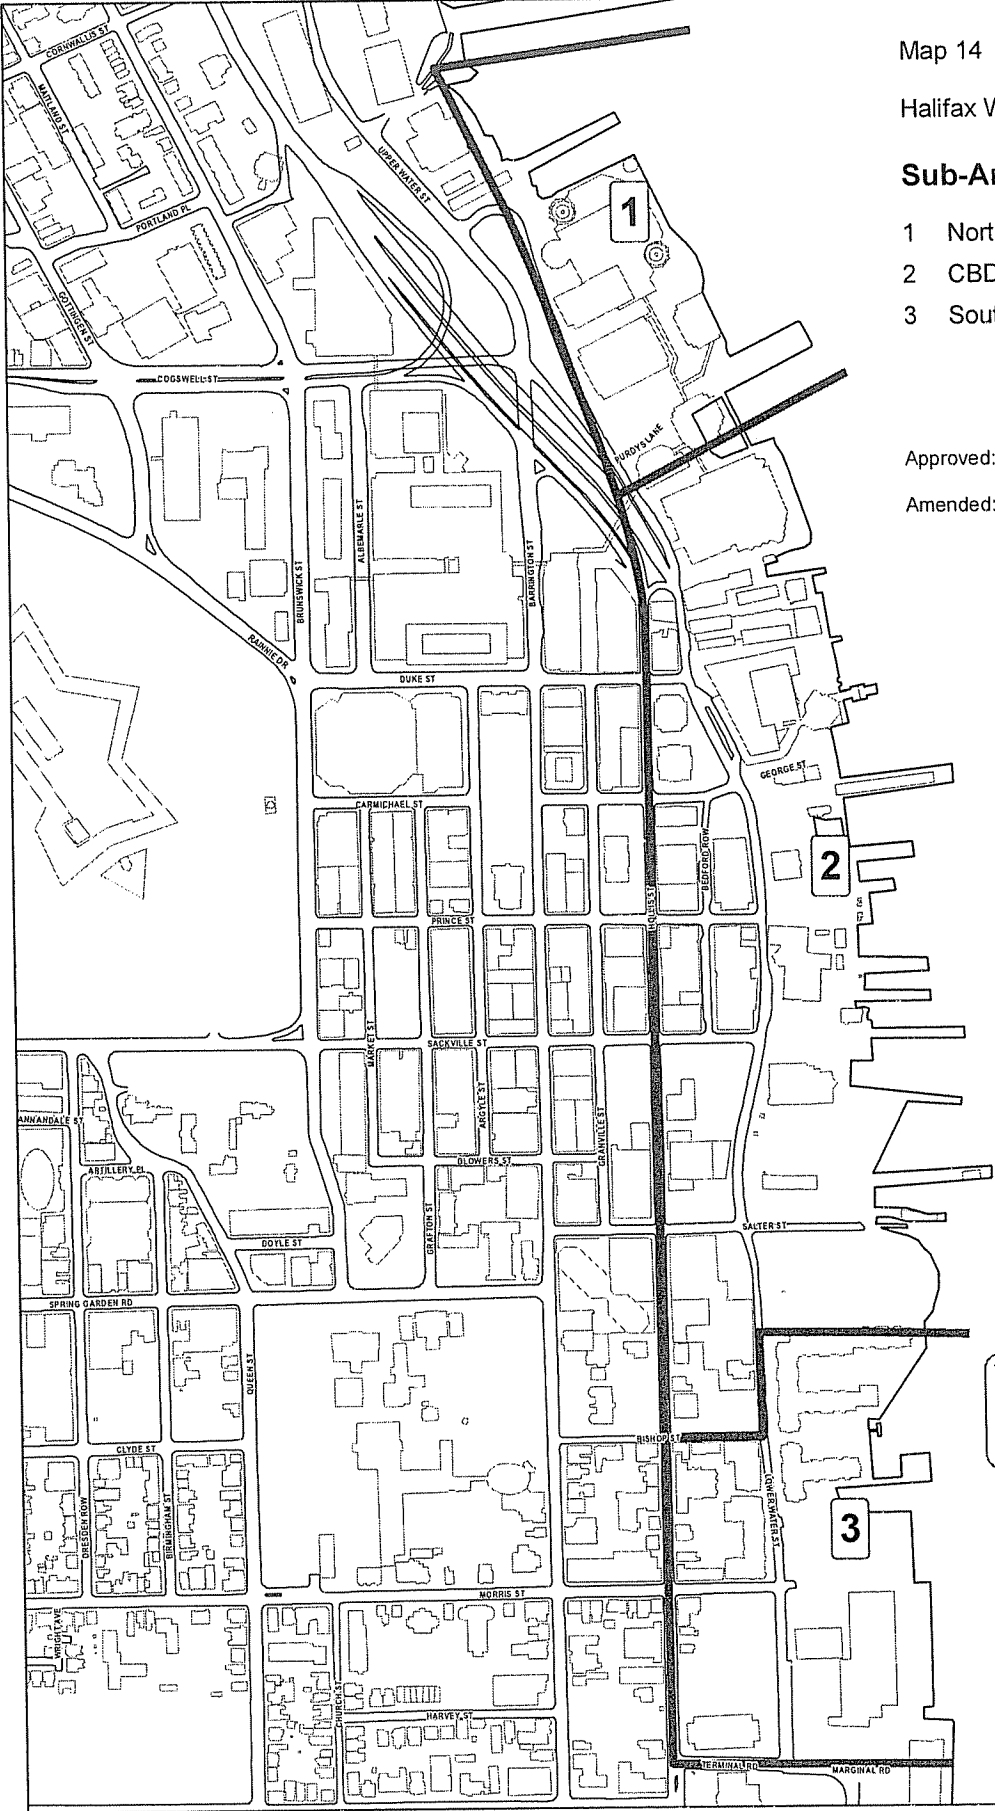 Map 14
Halifax
Sub-
1
2 CBD
3
Approved:
Amended:
CORNWALLIS ST
MAITLAND ST
UPPER WATER ST
1
PORTLAND PL
GOTTINGEN ST
COGSWELL ST
PURDYS LANE
ALBEMARLE ST
BARRINGTON ST
BRUNSWICK ST
RAINNIE DR
DUKE ST
GEORGE ST
CARMICHAEL ST
BEDFORD ROW
2
HOLLIS ST
PRINCE ST
MARKET ST
SACKVILLE ST
ARGYLE ST
ANNANDALE ST
GRANVILLE ST
BLOWERS ST
ARTILLERY PL
GRAFTON ST
SALTER ST
DOYLE ST
SPRING GARDEN RD
QUEEN ST
BISHOP ST
CLYDE ST
LOWER WATER ST
DRESDEN ROW
BIRMINGHAM ST
3
MORRIS ST
WRIGHT AVE
CHURCH ST
HARVEY ST
TERMINAL RD
MARGINAL RD